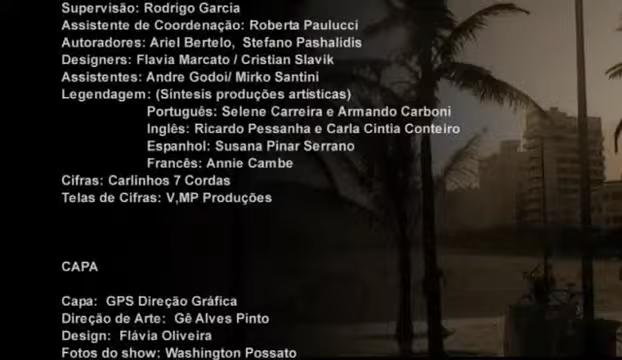 Supervisão: Rodrigo Garcia
Assistente de Coordenação: Roberta Paulucci
Autoradores: Ariel Bertelo,  Stefano Pashalidis
Designers: Flavia Marcato / Cristian Slavik
Assistentes: Andre Godoi/ Mirko Santini
Legendagem: (Síntesis produções artísticas)
Português: Selene Carreira e Armando Carboni
Inglês: Ricardo Pessanha e Carla Cintia Conteiro
Espanhol: Susana Pinar Serrano
Francês: Annie Cambe
Cifras: Carlinhos 7 Cordas
Telas de Cifras: V,MP Produções
CAPA
Capa:  GPS Direção Gráfica
Direção de Arte:  Gê Alves Pinto
Design:  Flávia Oliveira
Fotos do show: Washington Possato